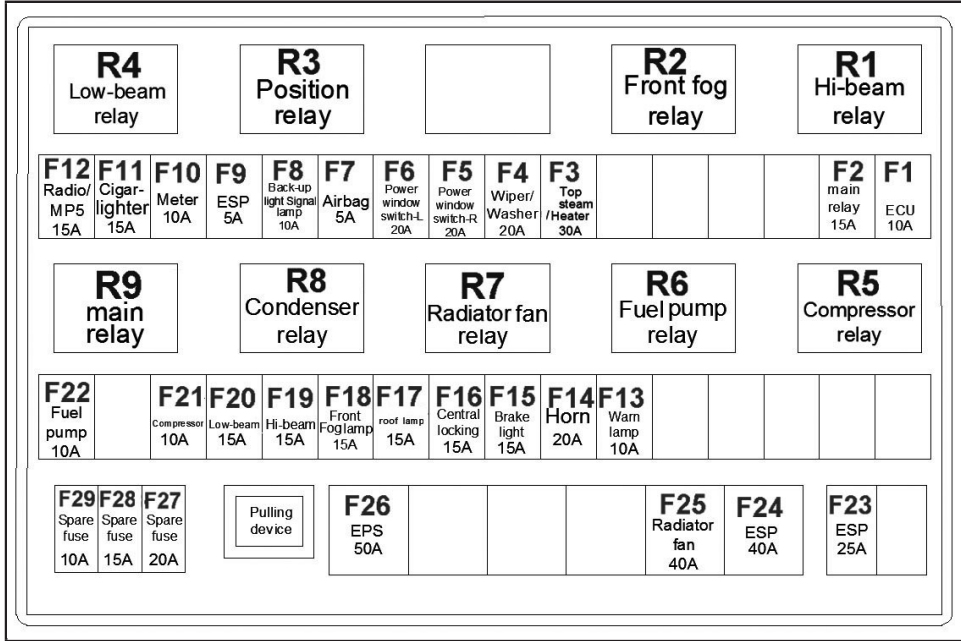 R4
Low-beam
relay
R3
Position
relay
R2
Front fog
relay
R1
Hi-beam
relay
F12
Radio/
MP5
15A
F11
Cigar-
lighter
15A
F10
Meter
10A
F9
ESP
5A
F8
Back-up
light Signal
lamp
10A
F7
Airbag
5A
F6
Power
window
switch-L
20A
F5
Power
window
switch-R
20A
F4
Wiper/
Washer
20A
F3
Top
steam
/Heater
30A
F2
main
relay
15A
F1
ECU
10A
R9
main
relay
R8
Condenser
relay
R7
Radiator fan
relay
R6
Fuel pump
relay
R5
Compressor
relay
F22
Fuel
pump
10A
F21
Compressor
10A
F20
Low-beam
15A
F19
Hi-beam
15A
F18
Front
Fog lamp
15A
F17
roof lamp
15A
F16
Central
locking
15A
F15
Brake
light
15A
F14
Horn
20A
F13
Warn
lamp
10A
F29
Spare
fuse
10A
F28
Spare
fuse
15A
F27
Spare
fuse
20A
Pulling
device
F26
EPS
50A
F25
Radiator
fan
40A
F24
ESP
40A
F23
ESP
25A